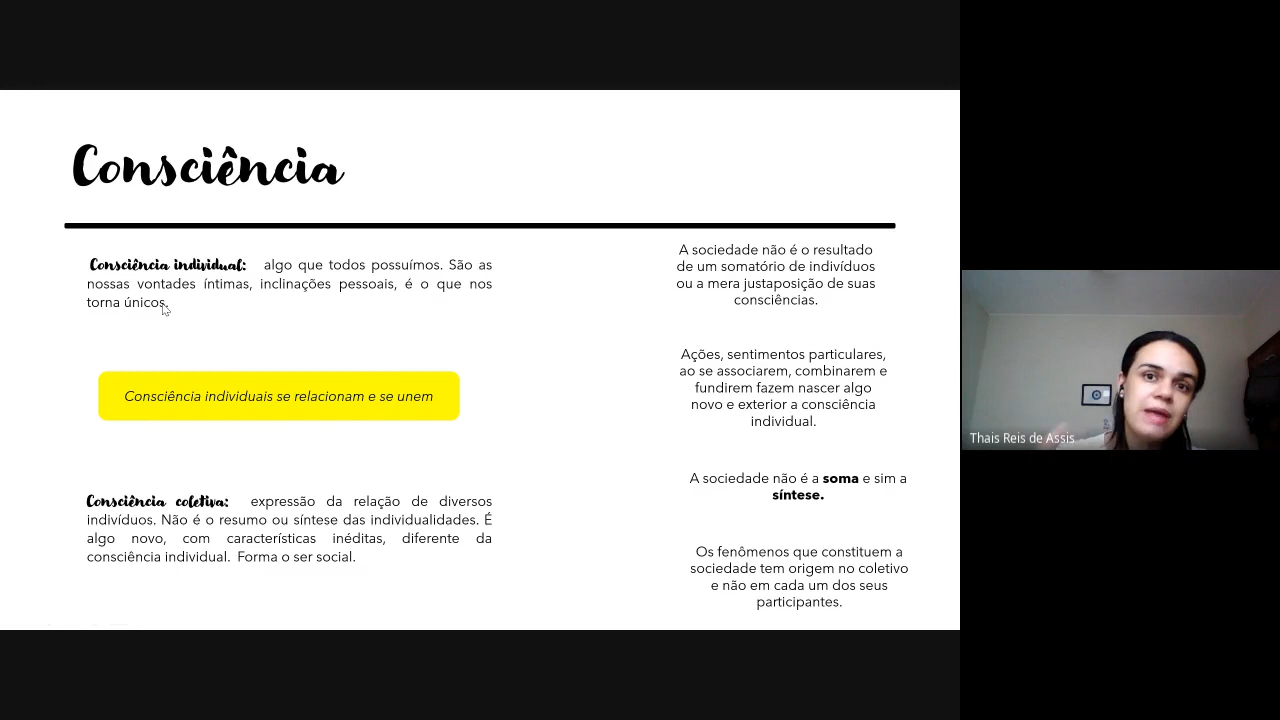 Consciência
Consciência individual: algo que todos possuímos. São as
nossas vontades íntimas, inclinações pessoais, é o que nos
torna únicos.
Consciência individuais se relacionam e se unem
Consciência coletiva: expressão da relação de diversos
indivíduos. Não é o resumo ou síntese das individualidades. É
algo novo, com características inéditas, diferente da
consciência individual. Forma o ser social.
A sociedade não é o resultado
de um somatório de indivíduos
ou a mera justaposição de suas
consciências.
Ações, sentimentos particulares,
ao se associarem, combinarem e
fundirem fazem nascer algo
novo e exterior a consciência
individual.
A sociedade não é a soma e sim a
síntese.
Os fenômenos que constituem a
sociedade tem origem no coletivo
e não em cada um dos seus
participantes.
Thais Reis de Assis